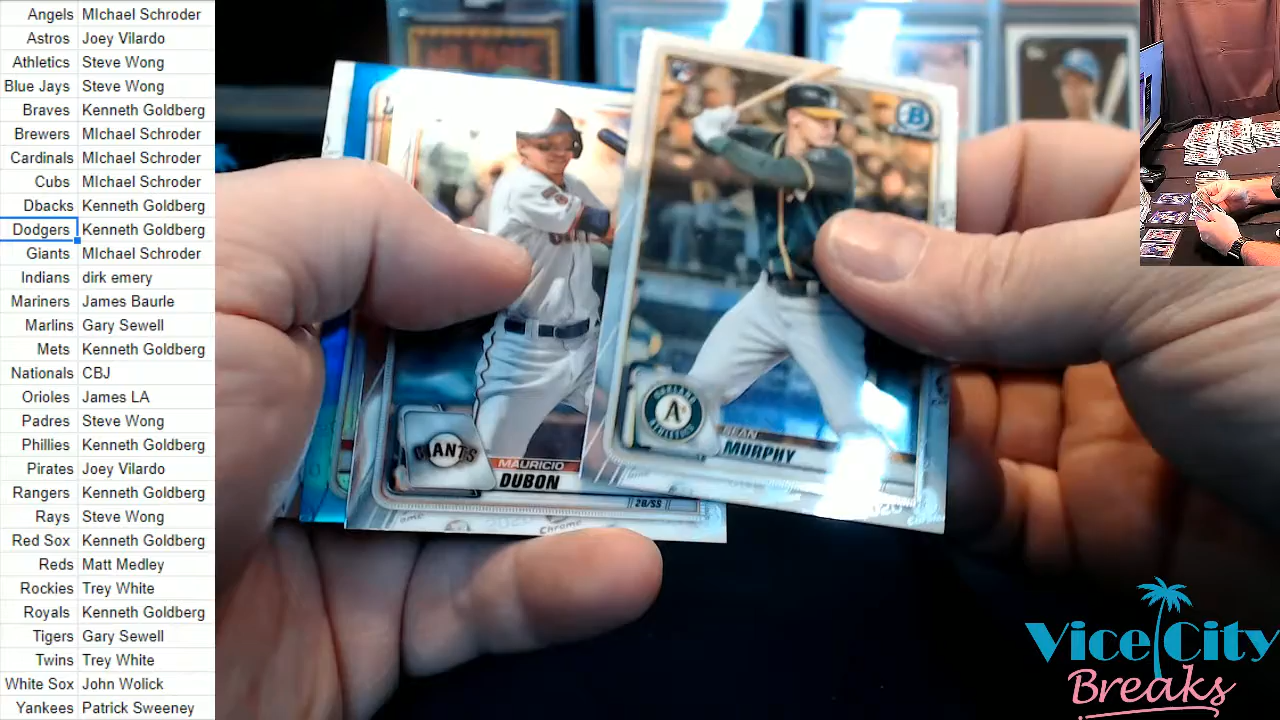 Angels MIchael Schroder
Astros Joey Vilardo
Athletics Steve Wong
Blue Jays Steve Wong
Braves Kenneth Goldberg
Brewers MIchael Schroder
Cardinals MIchael Schroder
Cubs MIchael Schroder
Dbacks Kenneth Goldberg
Dodgers Kenneth Goldberg
Giants MIchael Schroder
Indians dirk emery
Mariners James Baurle
Marlins Gary Sewell
Mets Kenneth Goldberg
Nationals CBJ
Orioles James LA
Padres Steve Wong
Phillies Kenneth Goldberg
Pirates Joey Vilardo
Rangers Kenneth Goldberg
Rays Steve Wong
Red Sox Kenneth Goldberg
Reds Matt Medley
Rockies Trey White
Royals Kenneth Goldberg
Tigers Gary Sewell
Twins Trey White
White Sox John Wolick
Yankees Patrick Sweeney
GIANTS
MAURICIO
DUBON
2B/SS
Chrome
B
A's
SEAN
MURPHY
Vice City
Breaks